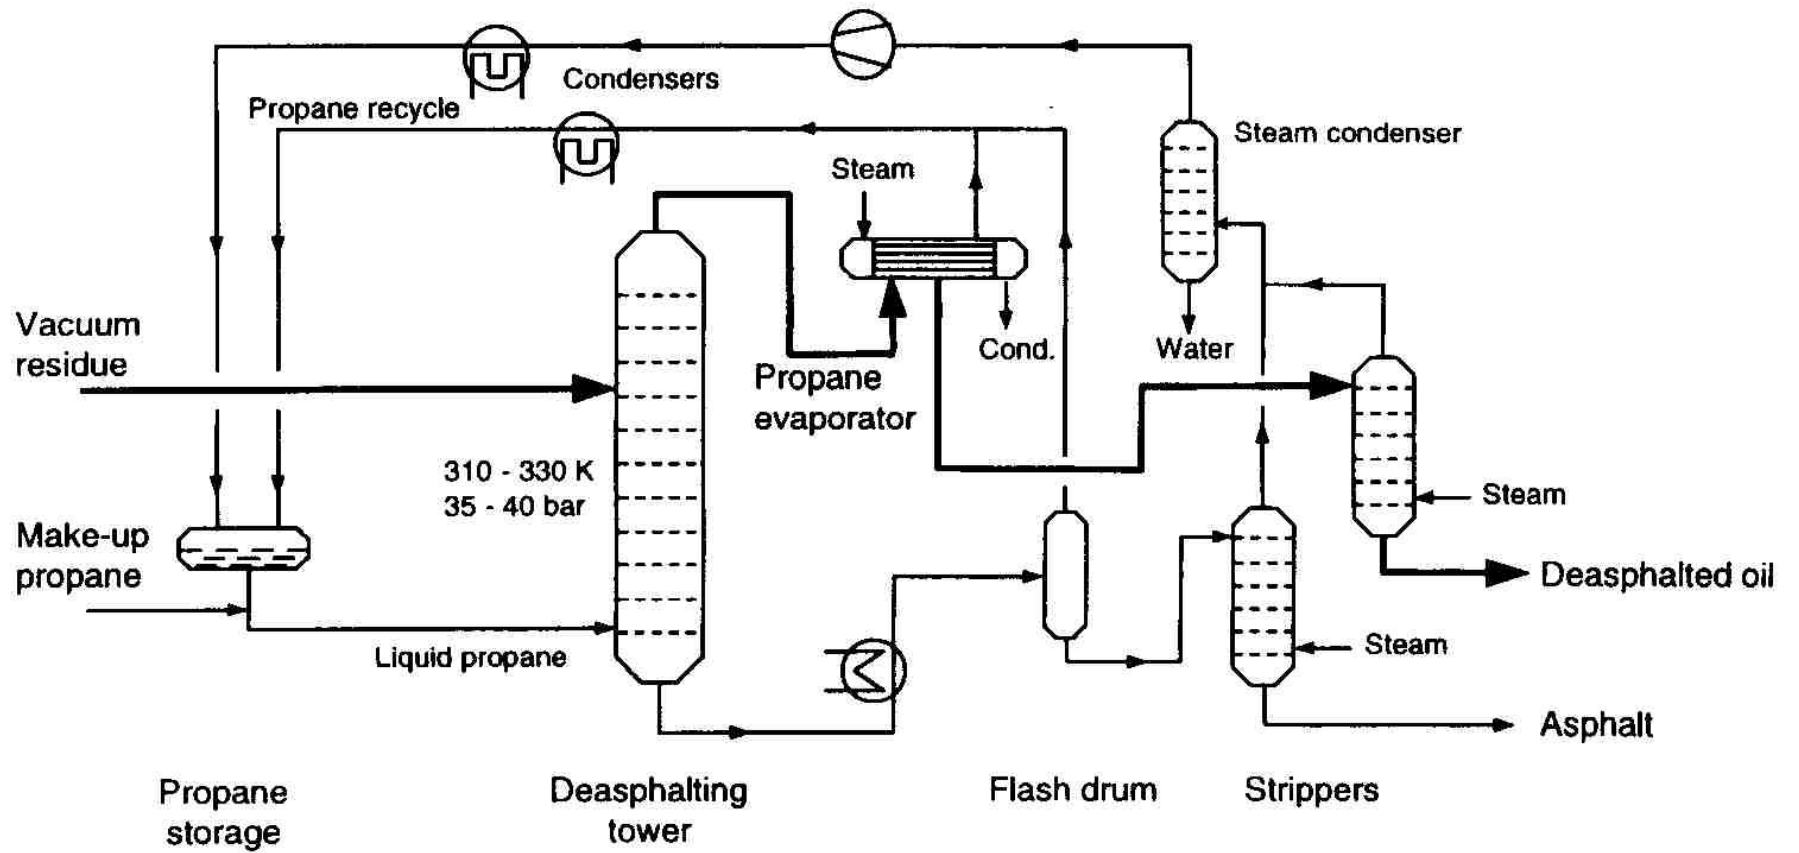 Condensers
Propane recycle
Steam condenser
Steam
Vacuum
residue
Cond.
Water
Propane
evaporator
310 - 330 K
35 - 40 bar
Steam
Make-up
propane
Deasphalted oil
Liquid propane
Steam
Asphalt
Propane
storage
Deasphalting
tower
Flash drum
Strippers